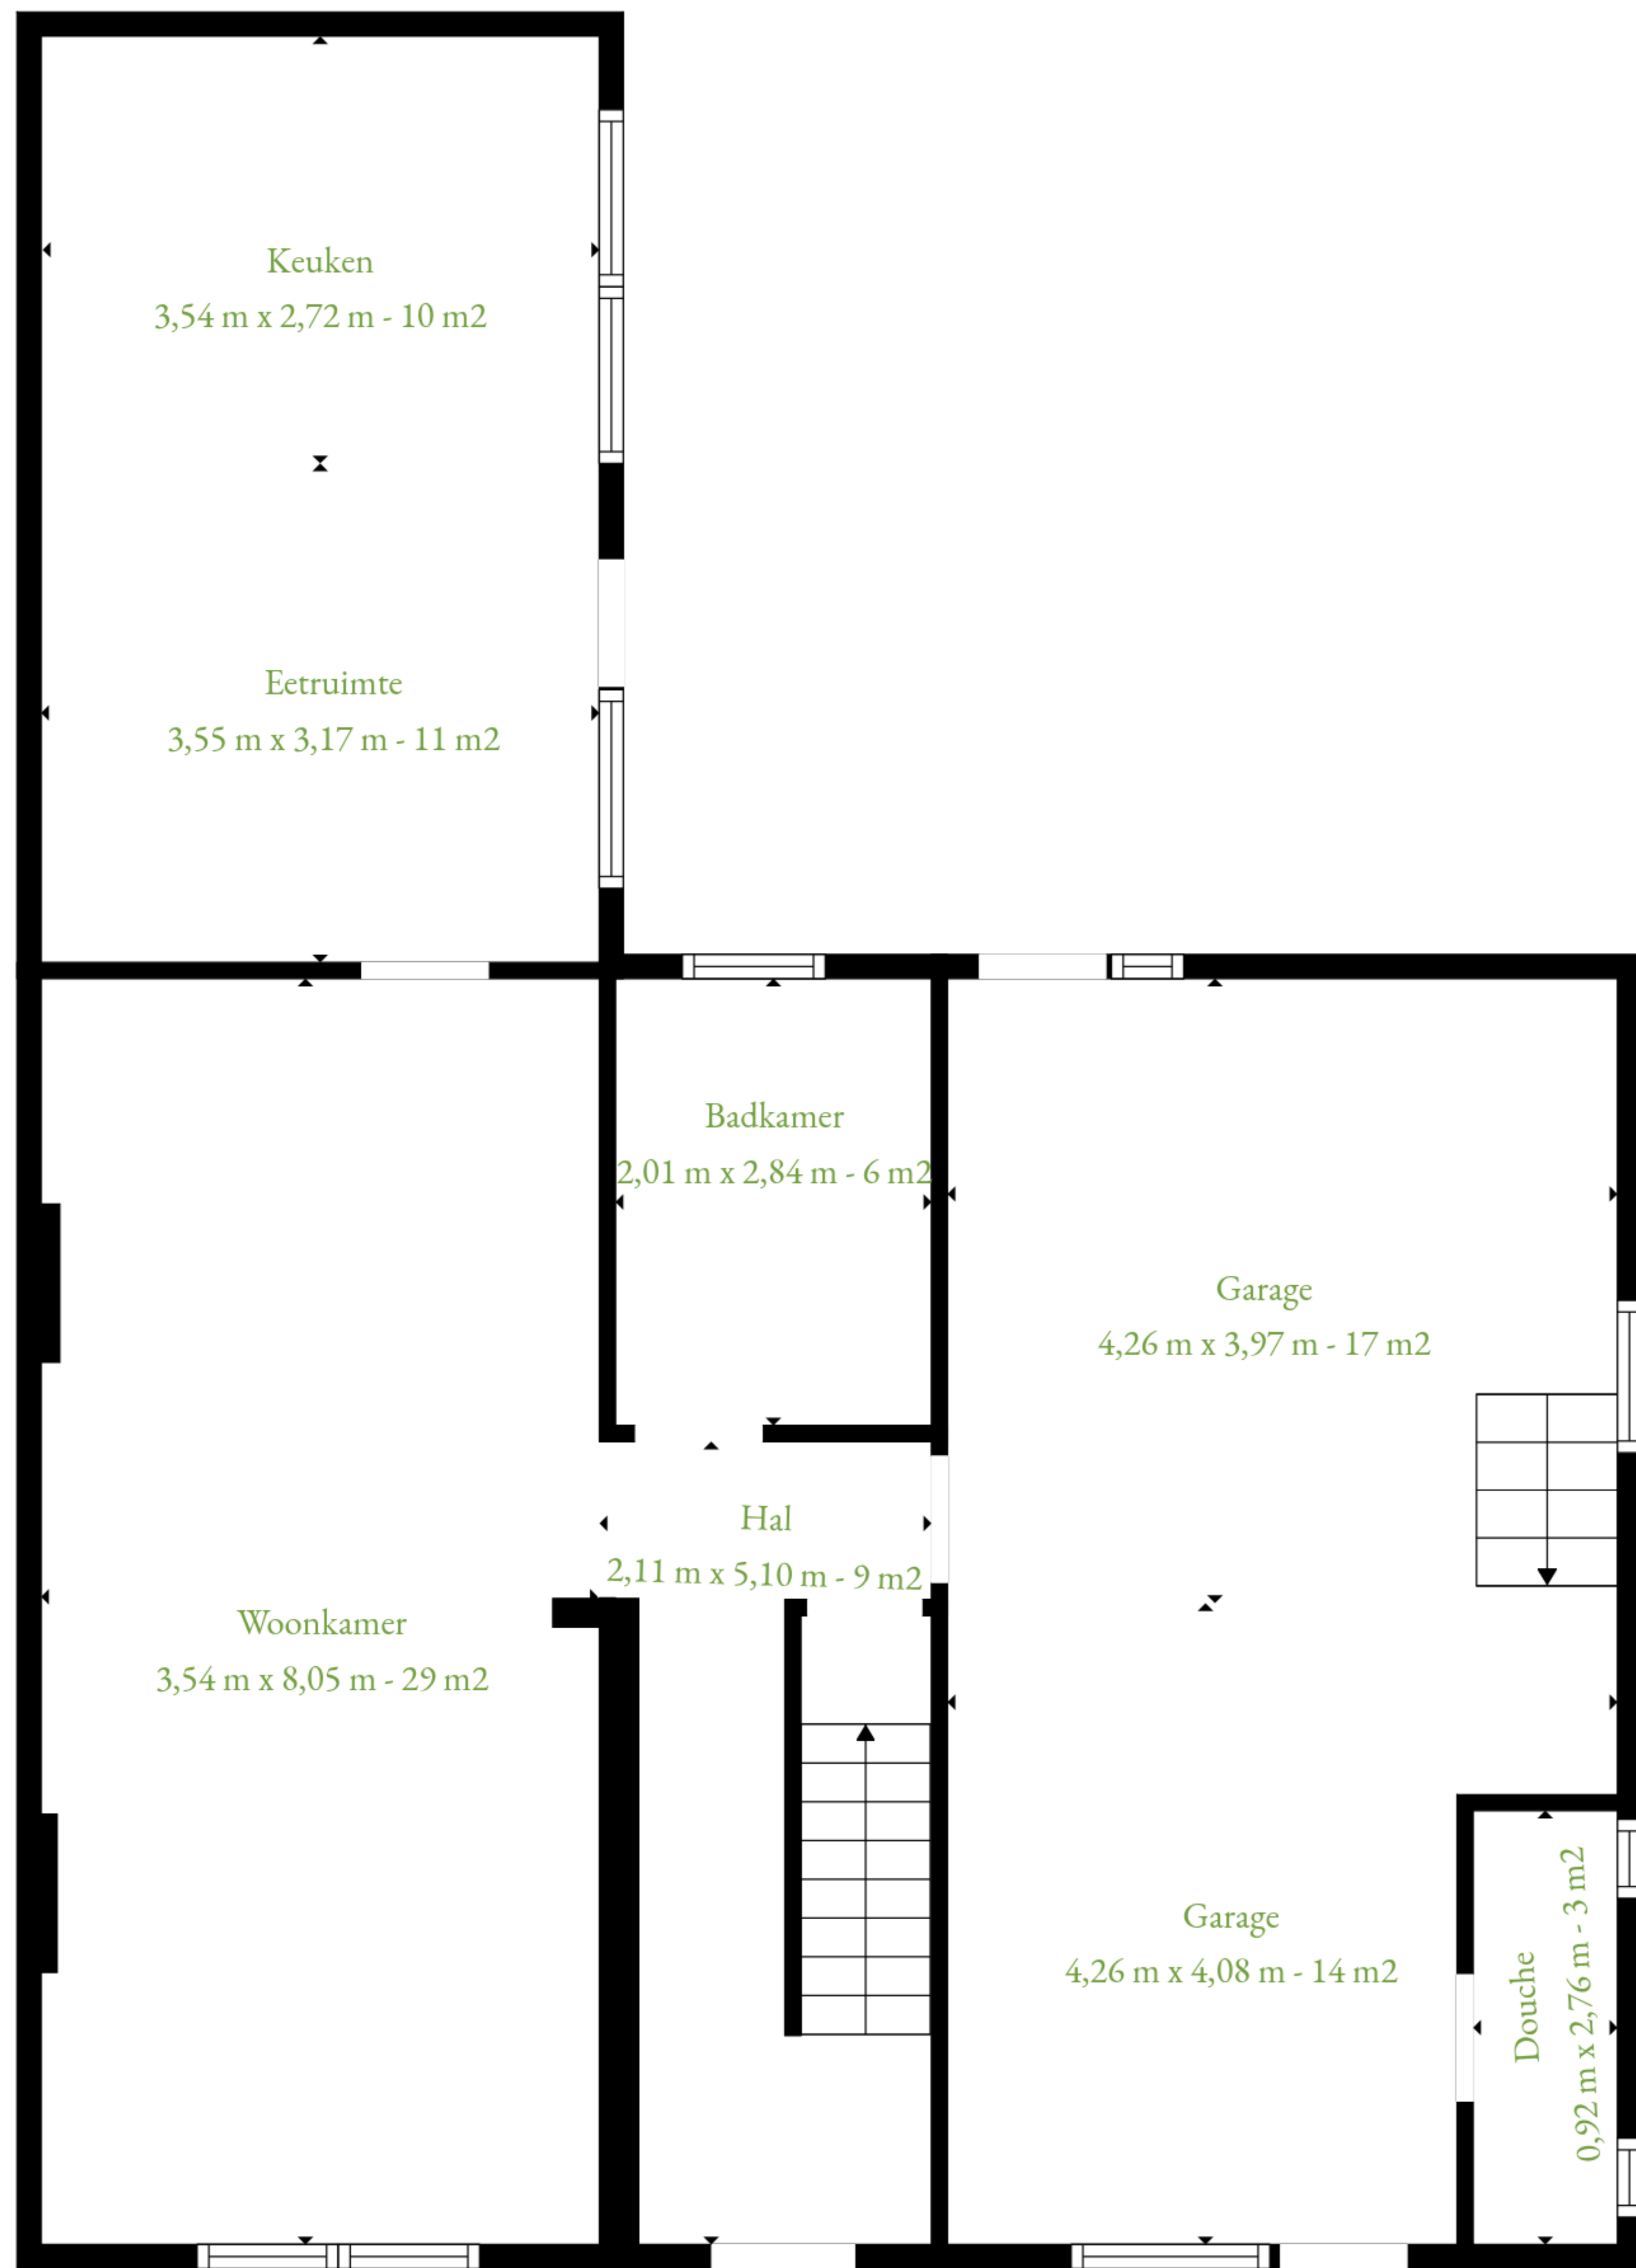 Keuken
3,54 m x 2,72 m - 10 m2
Eetruimte
3,55 m x 3,17 m - 11 m2
Badkamer
2,01 m x 2,84 m - 6 m2
Garage
4,26 m x 3,97 m - 17 m2
Hal
2,11 m x 5,10 m - 9 m2
Woonkamer
3,54 m x 8,05 m - 29 m2
Garage
4,26 m x 4,08 m - 14 m2
Douche
0,92 m x 2,76 m - 3 m2